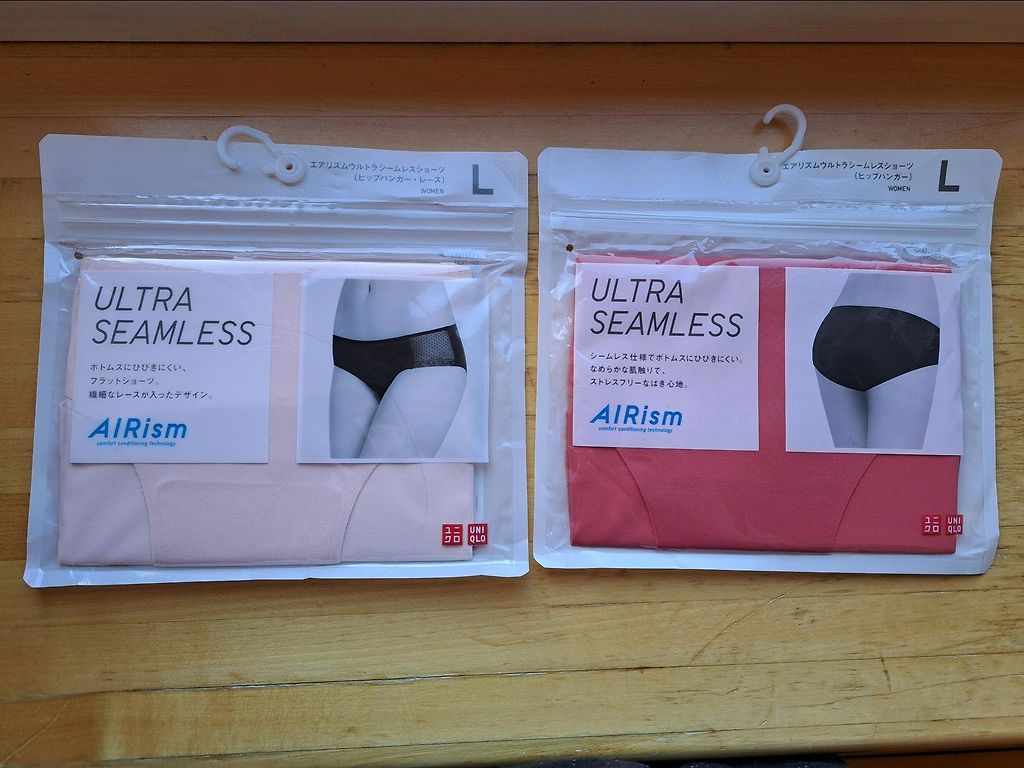 エアリズムウルトラシームレスショーツ
(ヒップハンガー・レース)
WOMEN
L
ULTRA
SEAMLESS
ボトムスにひびきにくい、
フラットショーツ。
繊細なレースが入ったデザイン。
AIRism
comfort conditioning technology
ユニ
クロ
UNI
QLO
エアリズムウルトラシームレスショーツ
(ヒップハンガー)
WOMEN
L
ULTRA
SEAMLESS
シームレス仕様でボトムスにひびきにくい。
なめらかな肌触りで、
ストレスフリーなはき心地。
AIRism
comfort conditioning technology
ユニ
クロ
UNI
QLO